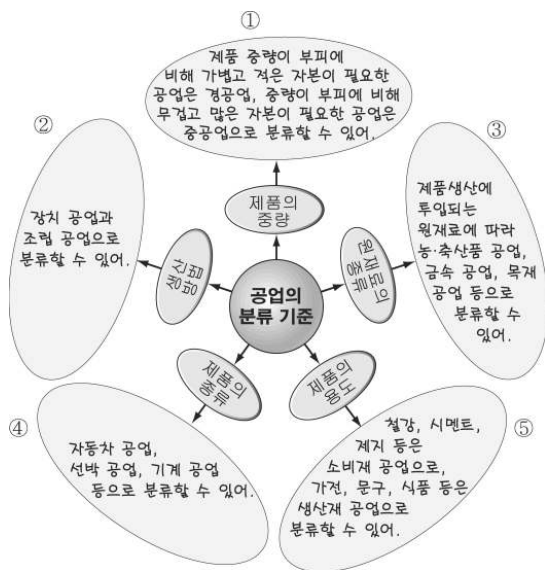 ①
제품 중량이 부피에
비해 가볍고 적은 자본이 필요한
공업은 경공업, 중량이 부피에 비해
무겁고 많은 자본이 필요한 공업은
중공업으로 분류할 수 있어.
②
장치 공업과
조립 공업으로
분류할 수 있어.
③
제품생산에
투입되는
원재료에 따라
농·축산품 공업,
금속 공업, 목재
공업 등으로
분류할 수
있어.
제품의
중량
생산
방법
원재료의
종류
공업의
분류 기준
제품의
종류
제품의
용도
④
자동차 공업,
선박 공업, 기계 공업
등으로 분류할 수 있어.
⑤
철강, 시멘트,
제지 등은
소비재 공업으로,
가전, 문구, 식품 등은
생산재 공업으로
분류할 수 있어.